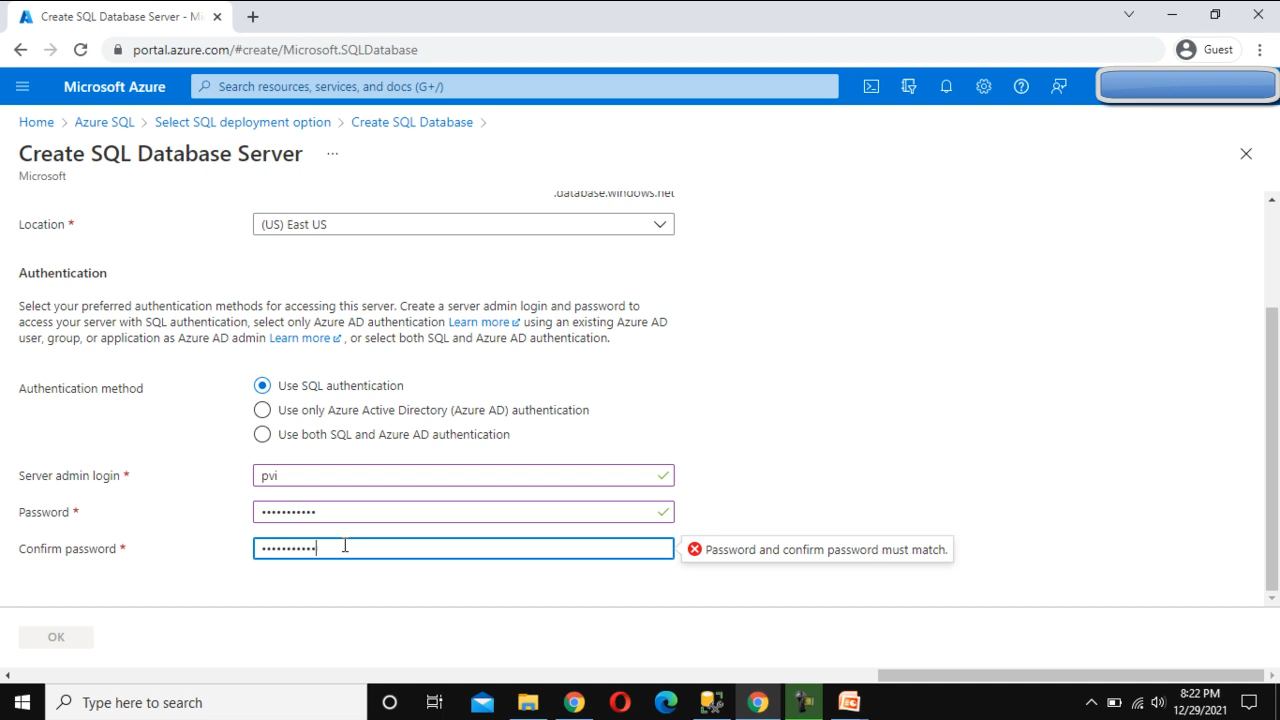 Create SQL Database Server - Mi
portal.azure.com/#create/Microsoft.SQLDatabase
Guest
Microsoft Azure
Search resources, services, and docs (G+/)
Home > Azure SQL > Select SQL deployment option > Create SQL Database >
Create SQL Database Server ...
Microsoft
.database.windows.net
Location *
(US) East US
Authentication
Select your preferred authentication methods for accessing this server. Create a server admin login and password to
access your server with SQL authentication, select only Azure AD authentication Learn more using an existing Azure AD
user, group, or application as Azure AD admin Learn more , or select both SQL and Azure AD authentication.
Authentication method
Use SQL authentication
Use only Azure Active Directory (Azure AD) authentication
Use both SQL and Azure AD authentication
Server admin login *
pvi
Password *
•••••••••••
Confirm password *
•••••••••••
Password and confirm password must match.
OK
Type here to search
8:22 PM
12/29/2021